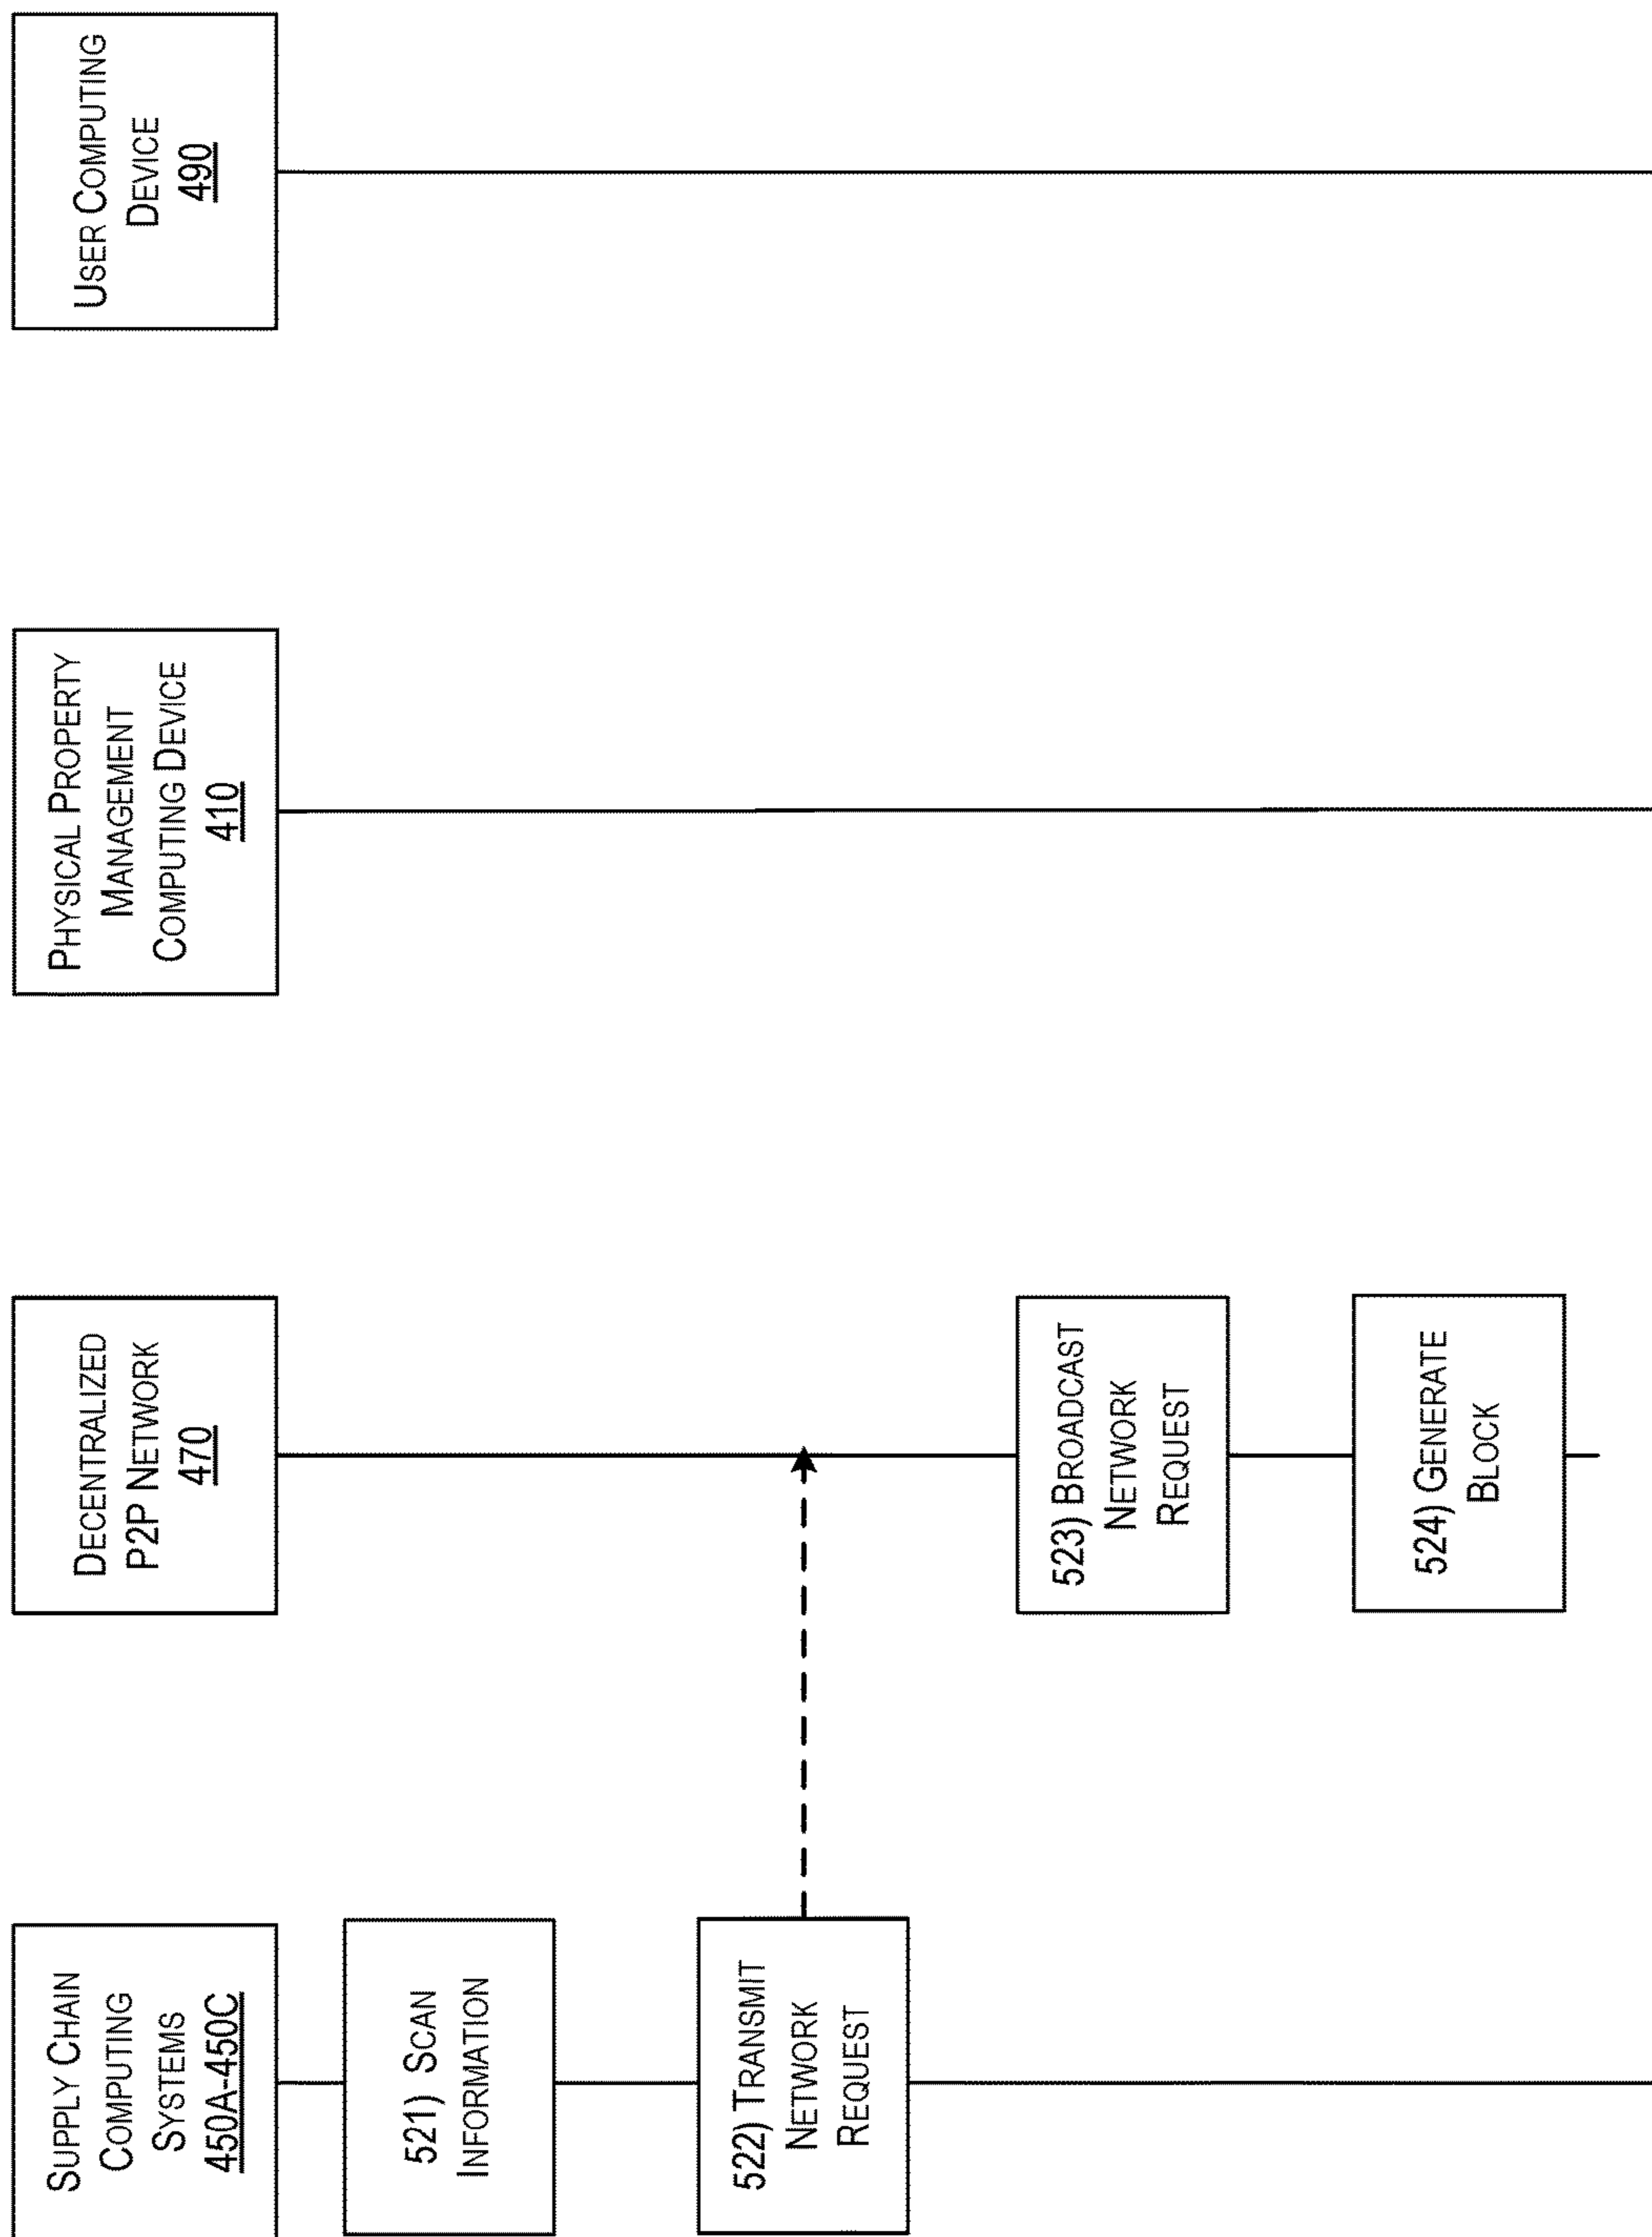 SUPPLY CHAIN
COMPUTING
SYSTEMS
450A-450C
DECENTRALIZED
P2P NETWORK
470
PHYSICAL PROPERTY
MANAGEMENT
COMPUTING DEVICE
410
USER COMPUTING
DEVICE
490
521) SCAN
INFORMATION
522) TRANSMIT
NETWORK
REQUEST
523) BROADCAST
NETWORK
REQUEST
524) GENERATE
BLOCK